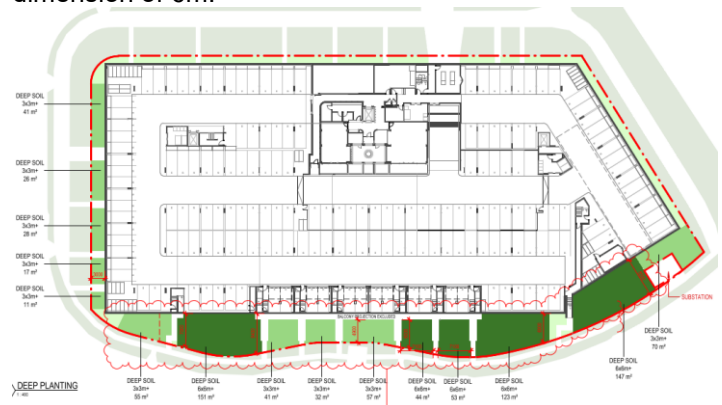 dimension of 6m.
DEEP SOIL
3x3m+
41 m²
DEEP SOIL
3x3m+
26 m²
DEEP SOIL
3x3m+
28 m²
DEEP SOIL
3x3m+
17 m²
DEEP SOIL
3x3m+
11 m²
SUBSTATION
DEEP SOIL
3x3m+
70 m²
DEEP SOIL
6x6m+
147 m²
DEEP SOIL
3x3m+
55 m²
DEEP SOIL
6x6m+
151 m²
DEEP SOIL
3x3m+
41 m²
DEEP SOIL
3x3m+
32 m²
DEEP SOIL
3x3m+
57 m²
DEEP SOIL
6x6m+
44 m²
DEEP SOIL
6x6m+
53 m²
DEEP SOIL
6x6m+
123 m²
DEEP PLANTING